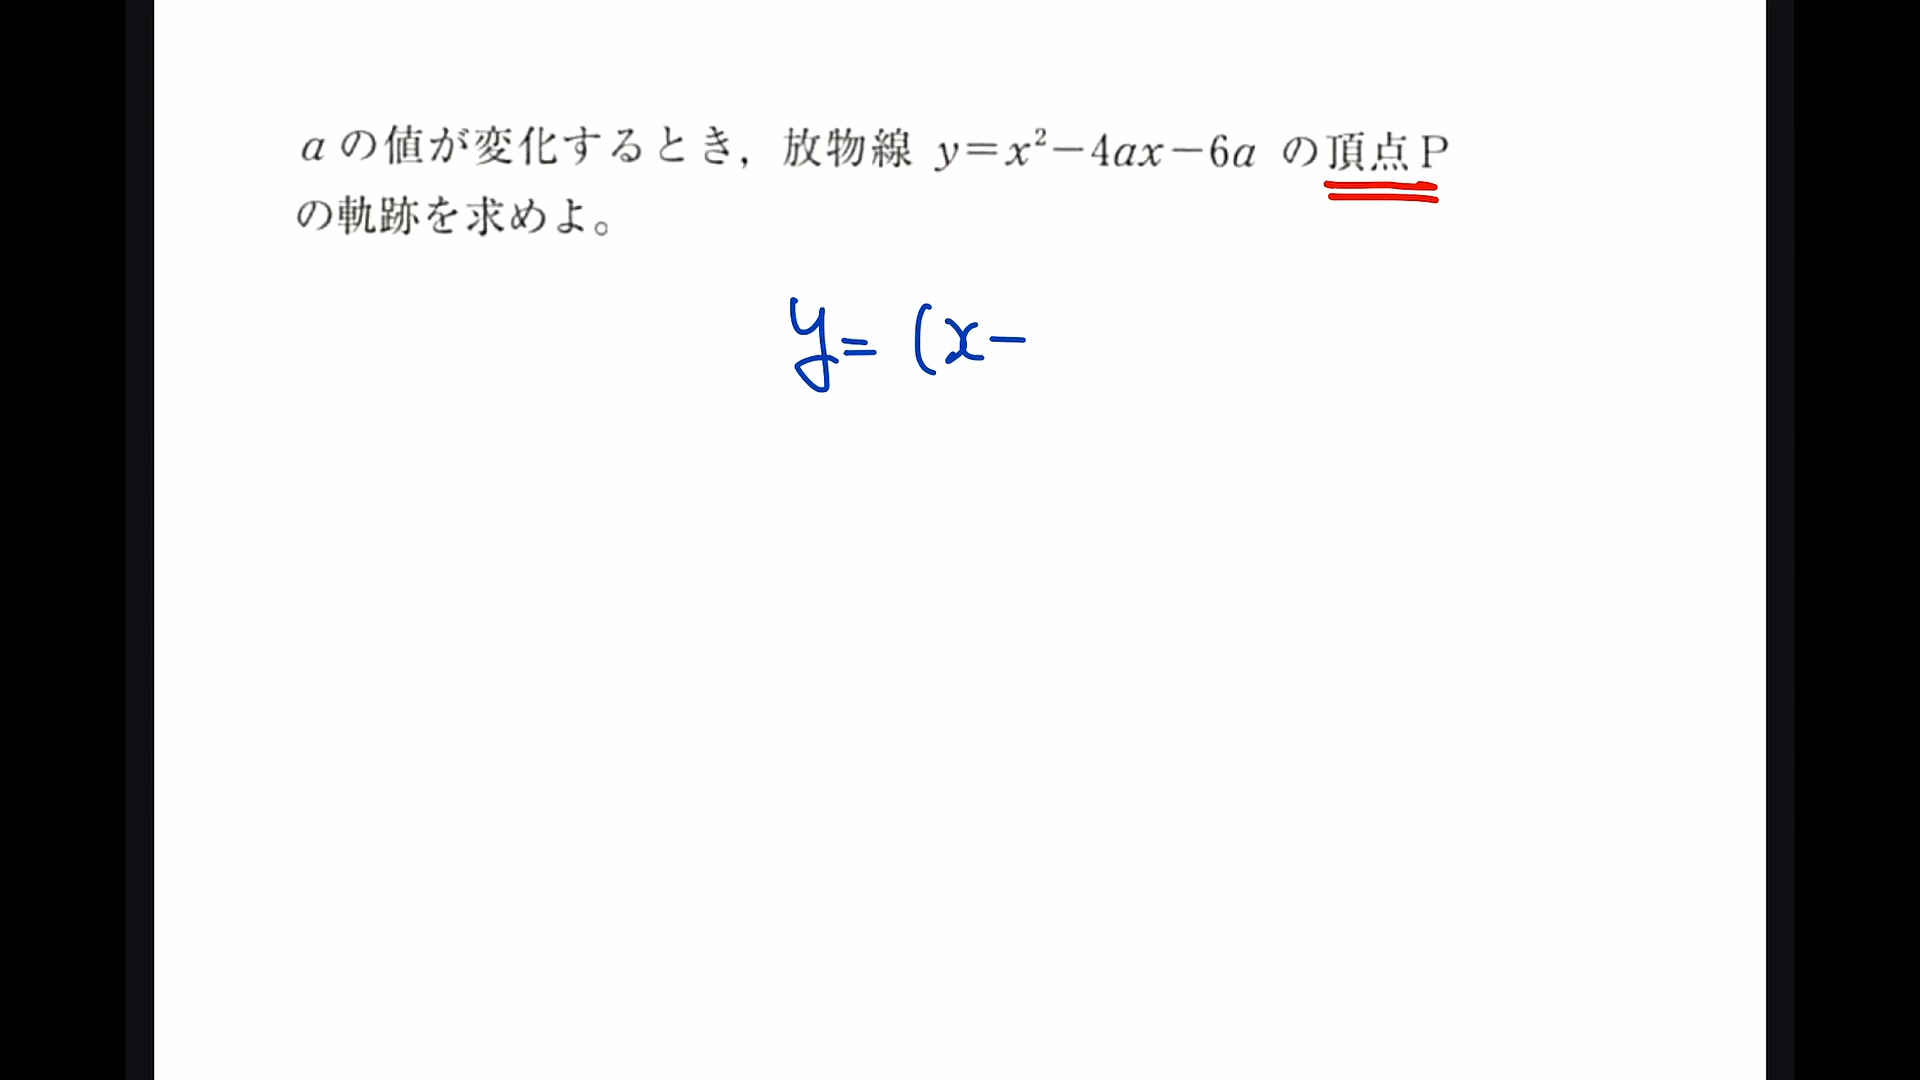 aの値が変化するとき，放物線 y=x²−4ax−6a の頂点P
の軌跡を求めよ。
y= (x−